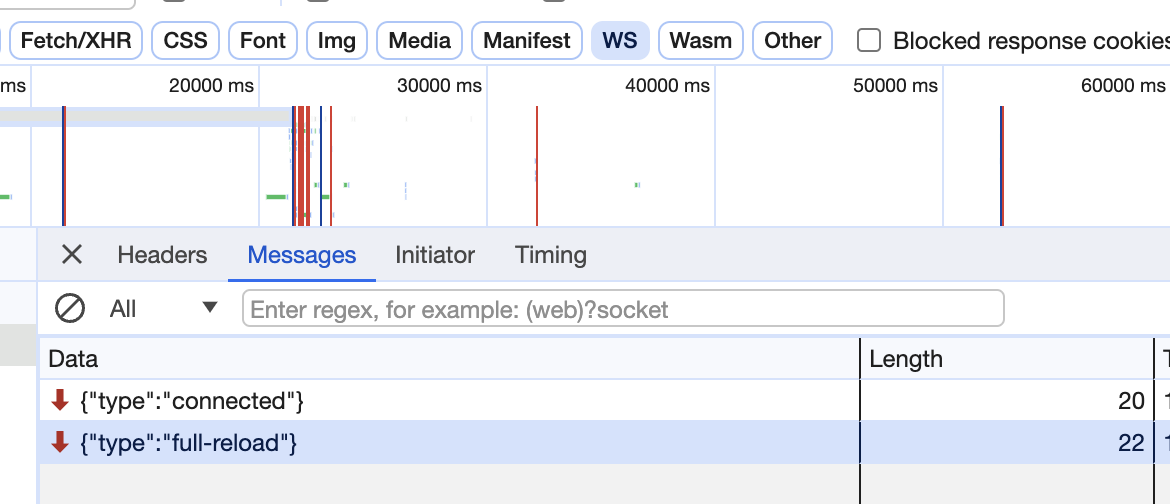 Fetch/XHR CSS Font Img Media Manifest WS Wasm Other Blocked response cookies
ms 20000 ms 30000 ms 40000 ms 50000 ms 60000 ms
Headers Messages Initiator Timing
All Enter regex, for example: (web)?socket
Data Length
{"type":"connected"} 20
{"type":"full-reload"} 22